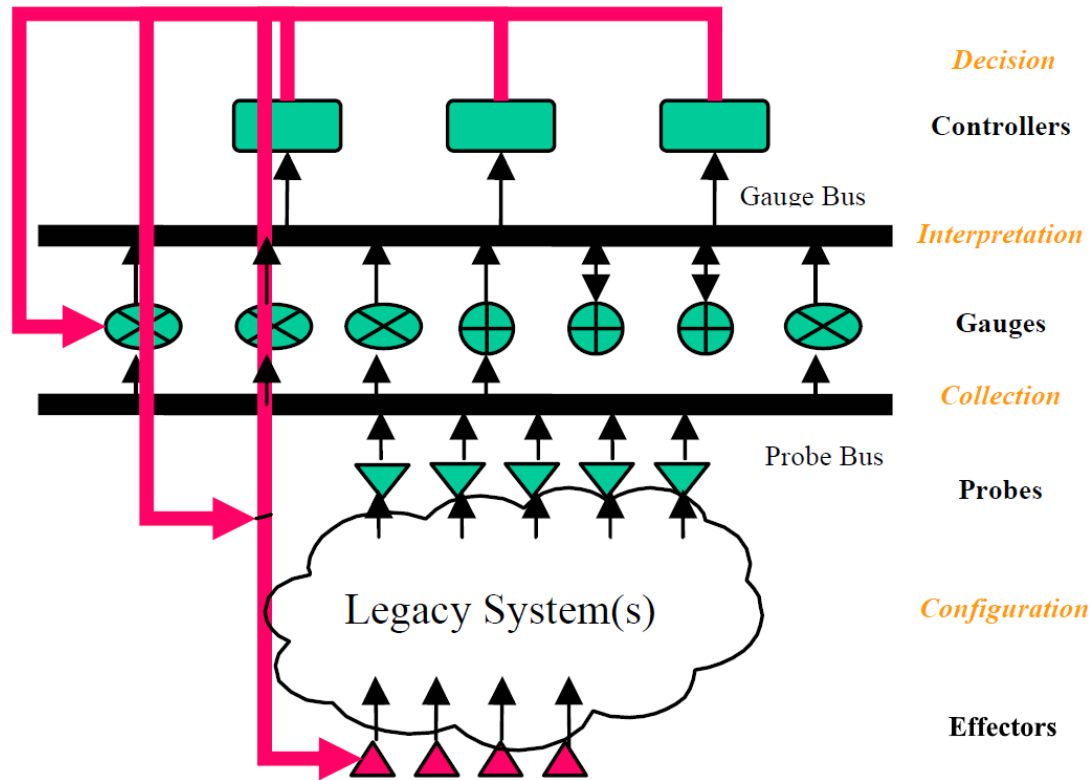 Decision
Controllers
Gauge Bus
Interpretation
Gauges
Collection
Probe Bus
Probes
Legacy System(s)
Configuration
Effectors